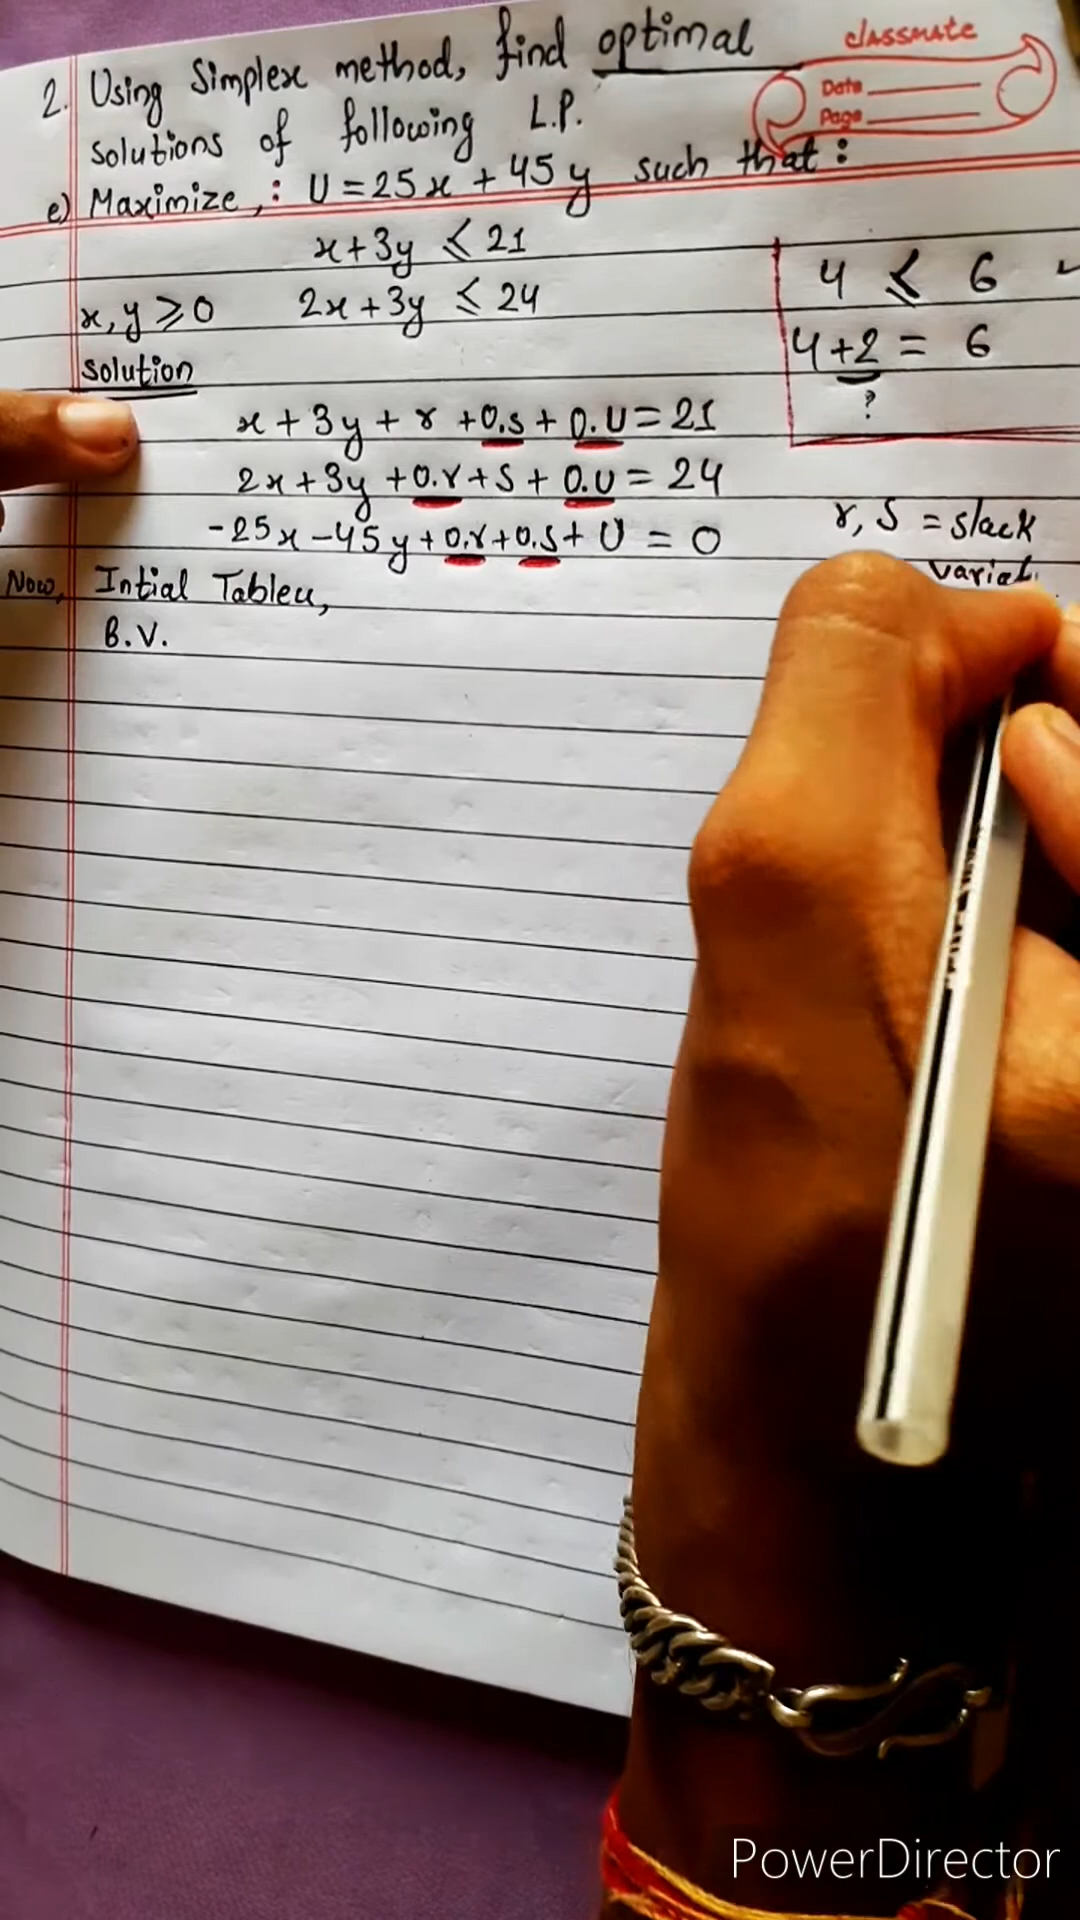 2. Using Simplex method, find optimal
solutions of following L.P.
classmate
Date
Page
e) Maximize,: U = 25x + 45y such that :
x + 3y ≤ 21
x, y ≥ 0 2x + 3y ≤ 24
4 ≤ 6
4 + 2 = 6
?
Solution
x + 3y + r + 0.s + 0.U = 21
2x + 3y + 0.r + s + 0.U = 24
-25x - 45y + 0.r + 0.s + U = 0
r, s = slack
Now, Intial Tableu,
B.V.
PowerDirector